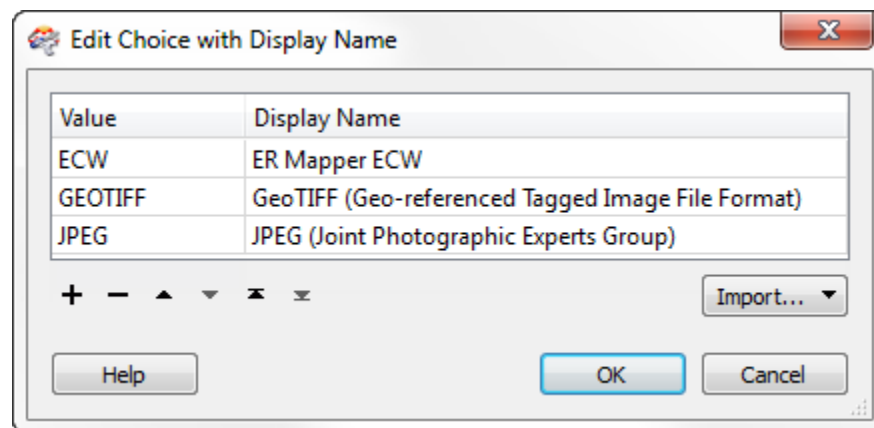 Edit Choice with Display Name
Value Display Name
ECW ER Mapper ECW
GEOTIFF GeoTIFF (Geo-referenced Tagged Image File Format)
JPEG JPEG (Joint Photographic Experts Group)
Import...
Help OK Cancel